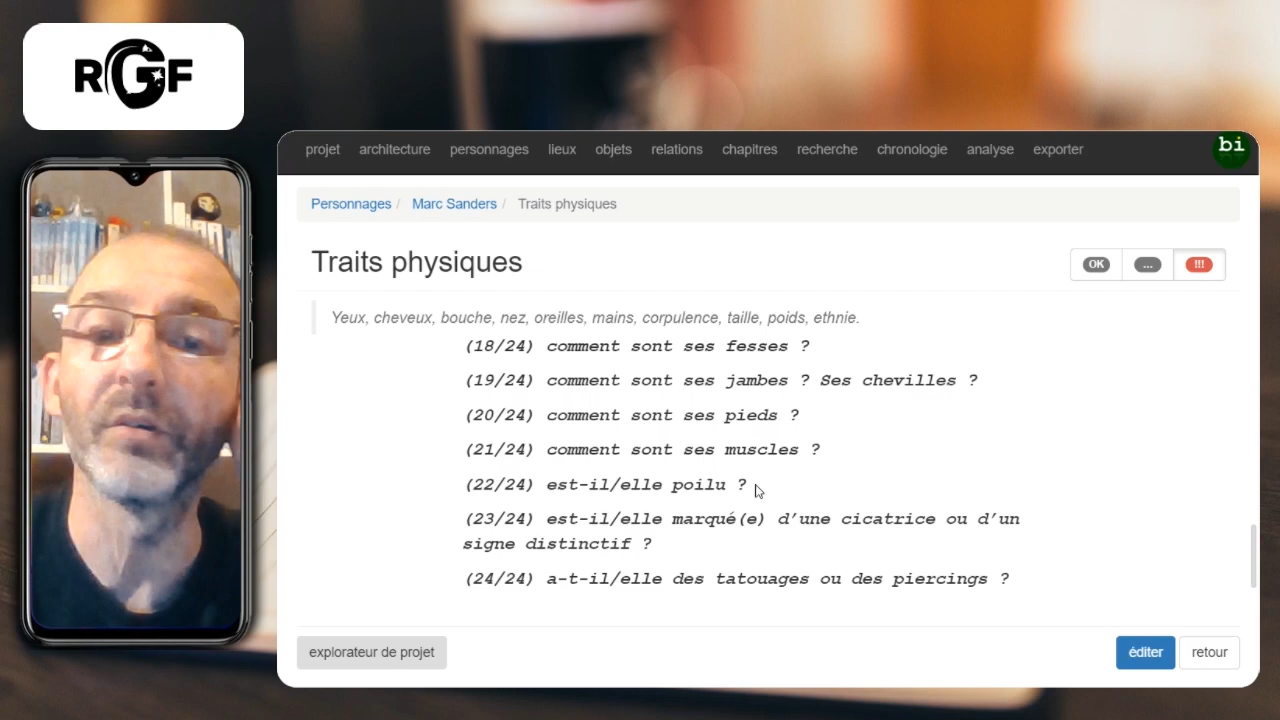 RGF
projet architecture personnages lieux objets relations chapitres recherche chronologie analyse exporter bi
Personnages / Marc Sanders / Traits physiques
Traits physiques
OK ... !!!
Yeux, cheveux, bouche, nez, oreilles, mains, corpulence, taille, poids, ethnie.
(18/24) comment sont ses fesses ?
(19/24) comment sont ses jambes ? Ses chevilles ?
(20/24) comment sont ses pieds ?
(21/24) comment sont ses muscles ?
(22/24) est-il/elle poilu ?
(23/24) est-il/elle marqué(e) d’une cicatrice ou d’un
signe distinctif ?
(24/24) a-t-il/elle des tatouages ou des piercings ?
explorateur de projet éditer retour